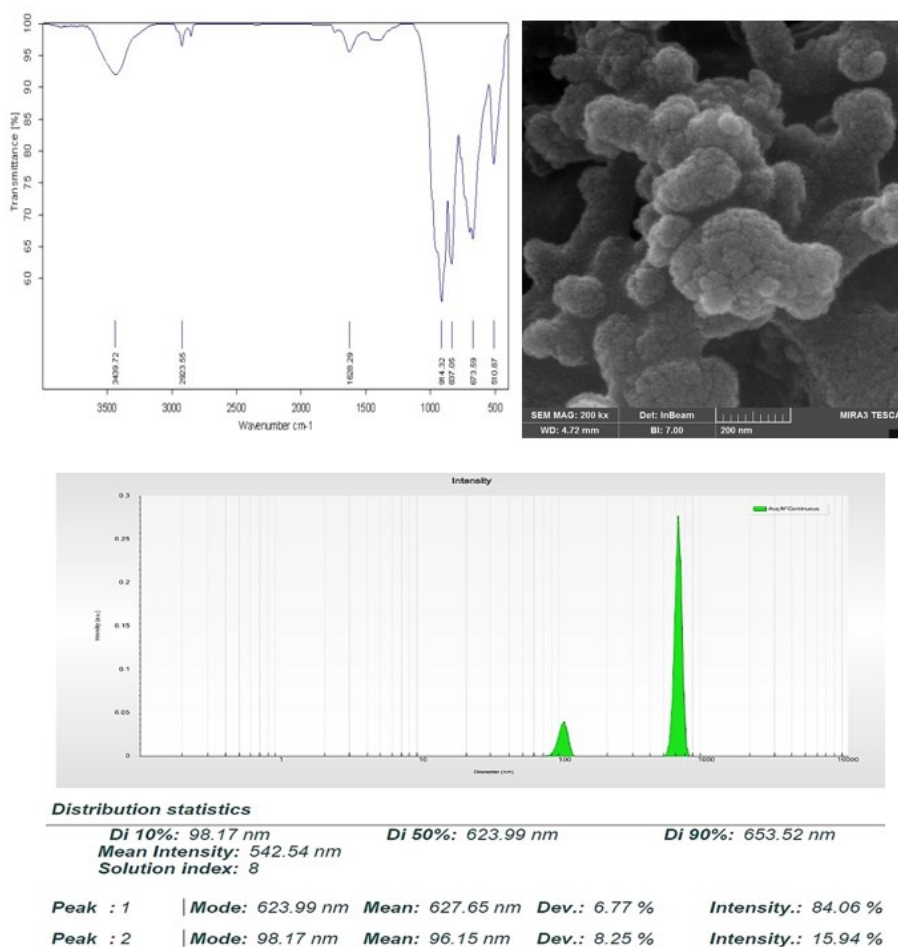 100
95
90
85
80
75
70
65
60
Transmittance [%]
3439.72
2923.55
1628.29
914.32
837.05
673.59
510.87
3500
3000
2500
2000
1500
1000
500
Wavenumber cm-1
SEM MAG: 200 kx
Det: InBeam
MIRA3 TESCA
WD: 4.72 mm
BI: 7.00
200 nm
Intensity
0.3
0.25
0.2
0.15
0.1
0.05
0
1
10
100
1000
10000
Diameter (nm)
Distribution statistics
Di 10%: 98.17 nm Di 50%: 623.99 nm Di 90%: 653.52 nm
Mean Intensity: 542.54 nm
Solution index: 8
Peak : 1 Mode: 623.99 nm Mean: 627.65 nm Dev.: 6.77 % Intensity.: 84.06 %
Peak : 2 Mode: 98.17 nm Mean: 96.15 nm Dev.: 8.25 % Intensity.: 15.94 %